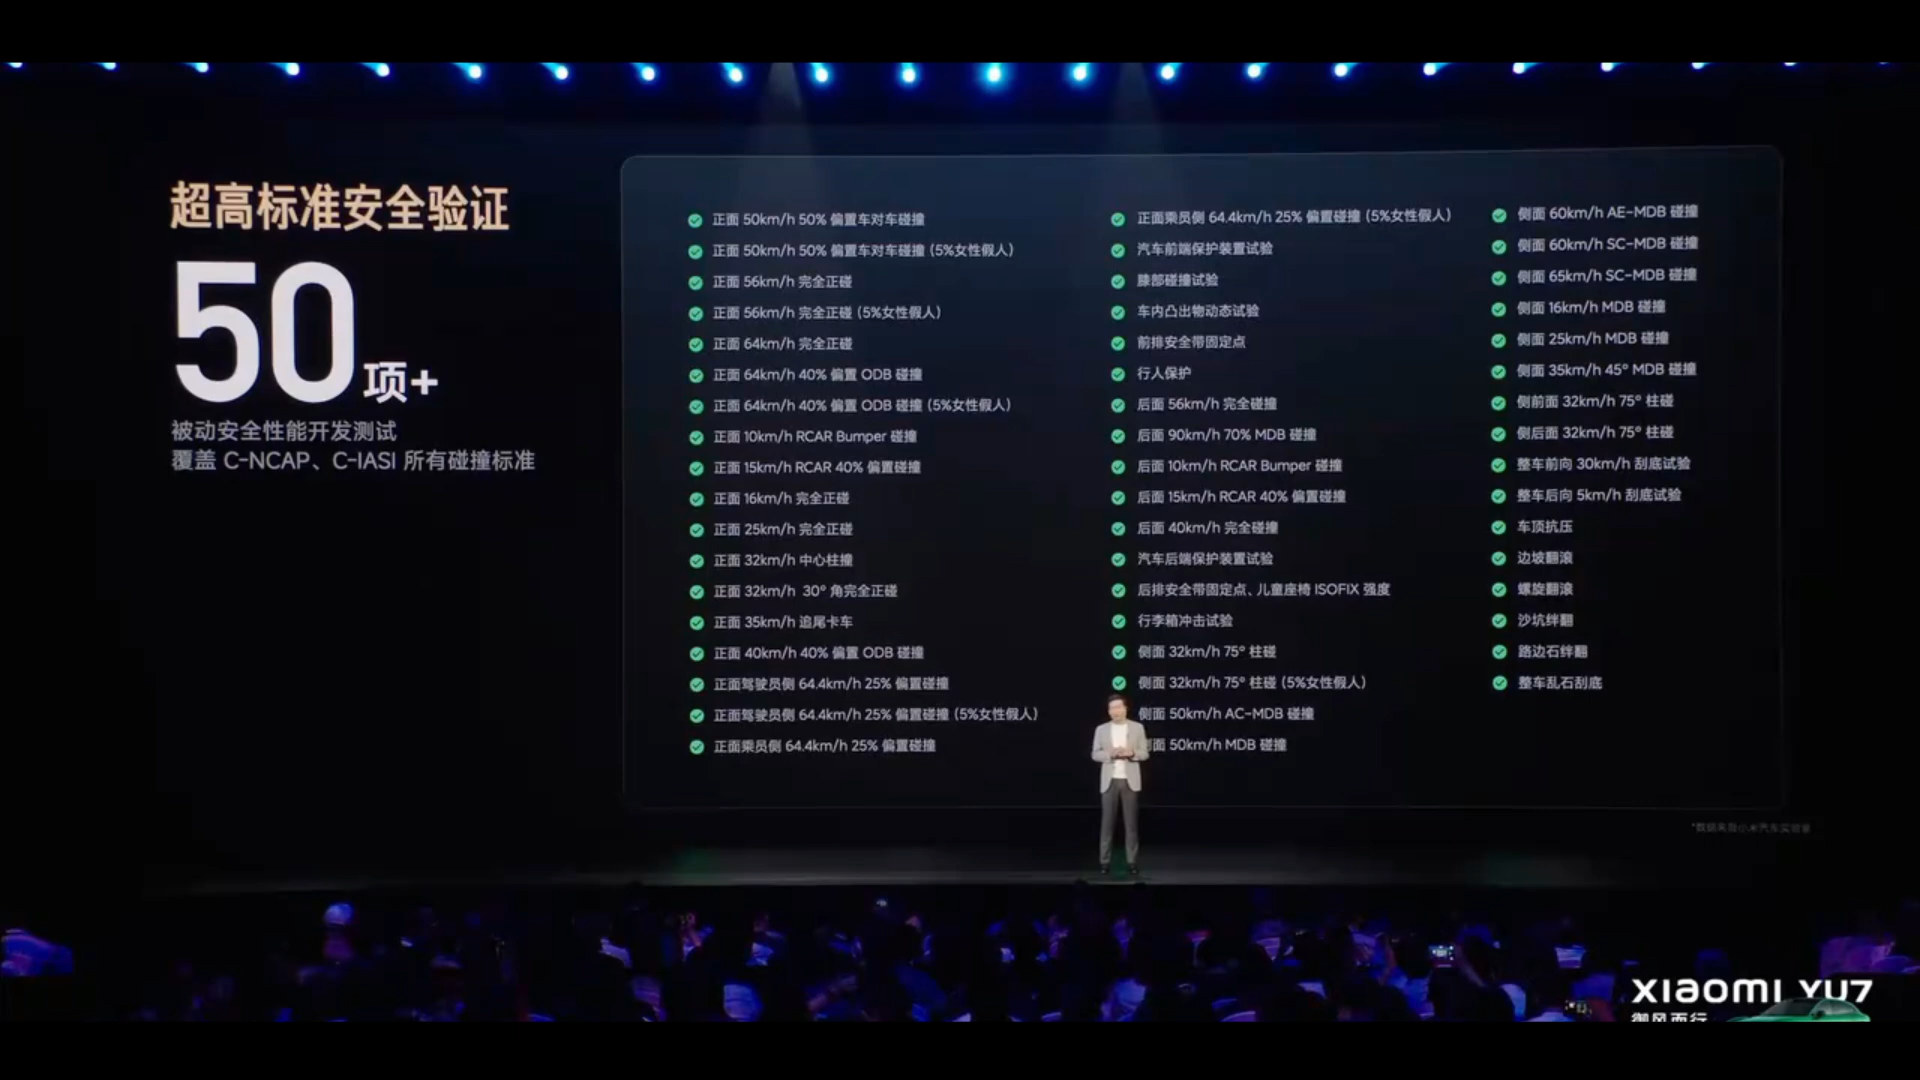 超高标准安全验证
50项+
被动安全性能开发测试
覆盖 C-NCAP、C-IASI 所有碰撞标准
正面 50km/h 50% 偏置车对车碰撞
正面 50km/h 50% 偏置车对车碰撞 (5%女性假人)
正面 56km/h 完全正碰
正面 56km/h 完全正碰 (5%女性假人)
正面 64km/h 完全正碰
正面 64km/h 40% 偏置 ODB 碰撞
正面 64km/h 40% 偏置 ODB 碰撞 (5%女性假人)
正面 10km/h RCAR Bumper 碰撞
正面 15km/h RCAR 40% 偏置碰撞
正面 16km/h 完全正碰
正面 25km/h 完全正碰
正面 32km/h 中心柱撞
正面 32km/h 30° 角完全正碰
正面 35km/h 追尾卡车
正面 40km/h 40% 偏置 ODB 碰撞
正面驾驶员侧 64.4km/h 25% 偏置碰撞
正面驾驶员侧 64.4km/h 25% 偏置碰撞 (5%女性假人)
正面乘员侧 64.4km/h 25% 偏置碰撞
正面乘员侧 64.4km/h 25% 偏置碰撞 (5%女性假人)
汽车前端保护装置试验
膝部碰撞试验
车内凸出物动态试验
前排安全带固定点
行人保护
后面 56km/h 完全碰撞
后面 90km/h 70% MDB 碰撞
后面 10km/h RCAR Bumper 碰撞
后面 15km/h RCAR 40% 偏置碰撞
后面 40km/h 完全碰撞
汽车后端保护装置试验
后排安全带固定点、儿童座椅 ISOFIX 强度
行李箱冲击试验
侧面 32km/h 75° 柱碰
侧面 32km/h 75° 柱碰 (5%女性假人)
侧面 50km/h AC-MDB 碰撞
面 50km/h MDB 碰撞
侧面 60km/h AE-MDB 碰撞
侧面 60km/h SC-MDB 碰撞
侧面 65km/h SC-MDB 碰撞
侧面 16km/h MDB 碰撞
侧面 25km/h MDB 碰撞
侧面 35km/h 45° MDB 碰撞
侧前面 32km/h 75° 柱碰
侧后面 32km/h 75° 柱碰
整车前向 30km/h 刮底试验
整车后向 5km/h 刮底试验
车顶抗压
边坡翻滚
螺旋翻滚
沙坑绊翻
路边石绊翻
整车乱石刮底
*数据来自小米汽车实验室
XIAOMI YU7
御风而行